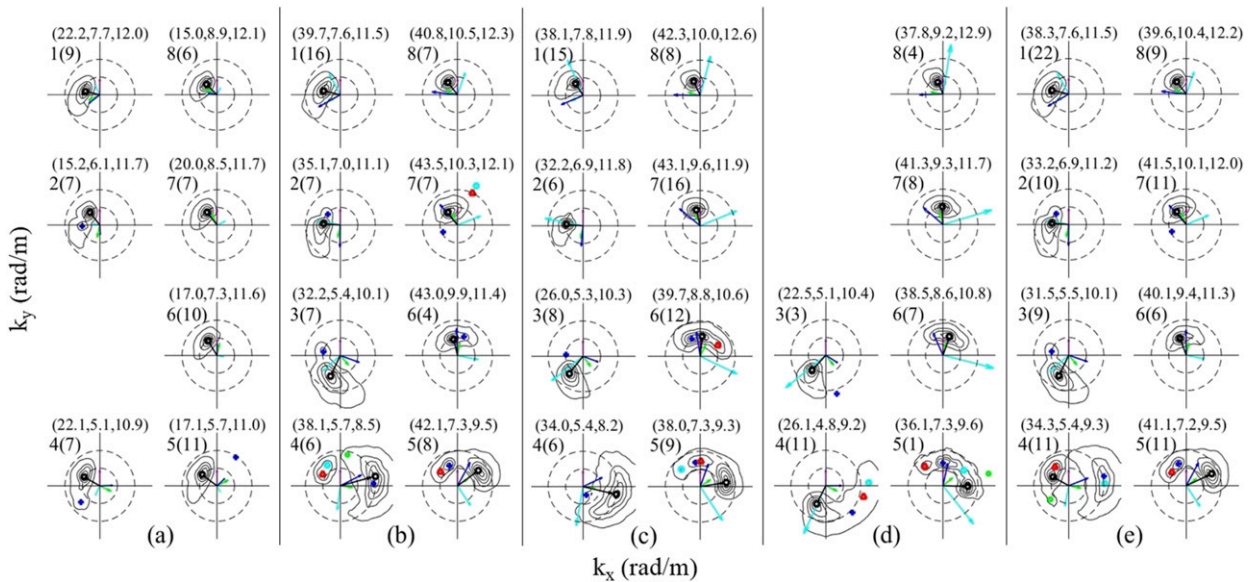 (22.2,7.7,12.0) (15.0,8.9,12.1) (39.7,7.6,11.5) (40.8,10.5,12.3) (38.1,7.8,11.9) (42.3,10.0,12.6) (37.8,9.2,12.9) (38.3,7.6,11.5) (39.6,10.4,12.2)
1(9) 8(6) 1(16) 8(7) 1(15) 8(8) 8(4) 1(22) 8(9)
(15.2,6.1,11.7) (20.0,8.5,11.7) (35.1,7.0,11.1) (43.5,10.3,12.1) (32.2,6.9,11.8) (43.1,9.6,11.9) (41.3,9.3,11.7) (33.2,6.9,11.2) (41.5,10.1,12.0)
2(7) 7(7) 2(7) 7(7) 2(6) 7(16) 7(8) 2(10) 7(11)
k_y (rad/m)
(17.0,7.3,11.6) (32.2,5.4,10.1) (43.0,9.9,11.4) (26.0,5.3,10.3) (39.7,8.8,10.6) (22.5,5.1,10.4) (38.5,8.6,10.8) (31.5,5.5,10.1) (40.1,9.4,11.3)
6(10) 3(7) 6(4) 3(8) 6(12) 3(3) 6(7) 3(9) 6(6)
(22.1,5.1,10.9) (17.1,5.7,11.0) (38.1,5.7,8.5) (42.1,7.3,9.5) (34.0,5.4,8.2) (38.0,7.3,9.3) (26.1,4.8,9.2) (36.1,7.3,9.6) (34.3,5.4,9.3) (41.1,7.2,9.5)
4(7) 5(11) 4(6) 5(8) 4(6) 5(9) 4(11) 5(1) 4(11) 5(11)
(a) (b) (c) (d) (e)
k_x (rad/m)